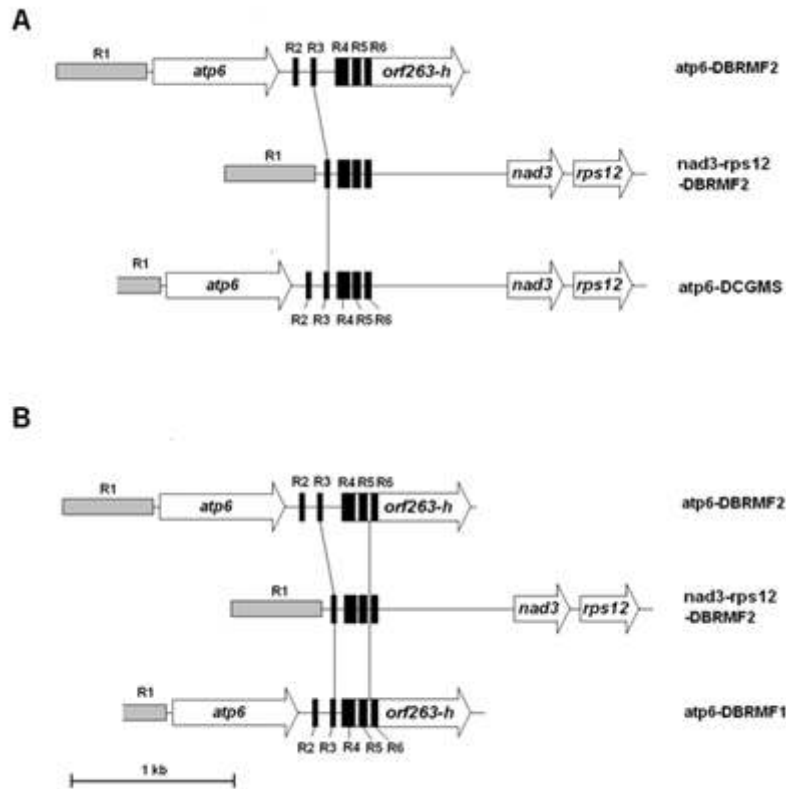 A
R1
atp6
R2 R3 R4 R5 R6
orf263-h
atp6-DBRMF2
R1
nad3
rps12
nad3-rps12
-DBRMF2
R1
atp6
nad3
rps12
atp6-DCGMS
R2 R3 R4 R5 R6
B
R1
atp6
R2 R3 R4 R5 R6
orf263-h
atp6-DBRMF2
R1
nad3
rps12
nad3-rps12
-DBRMF2
R1
atp6
orf263-h
atp6-DBRMF1
R2 R3 R4 R5 R6
1 kb